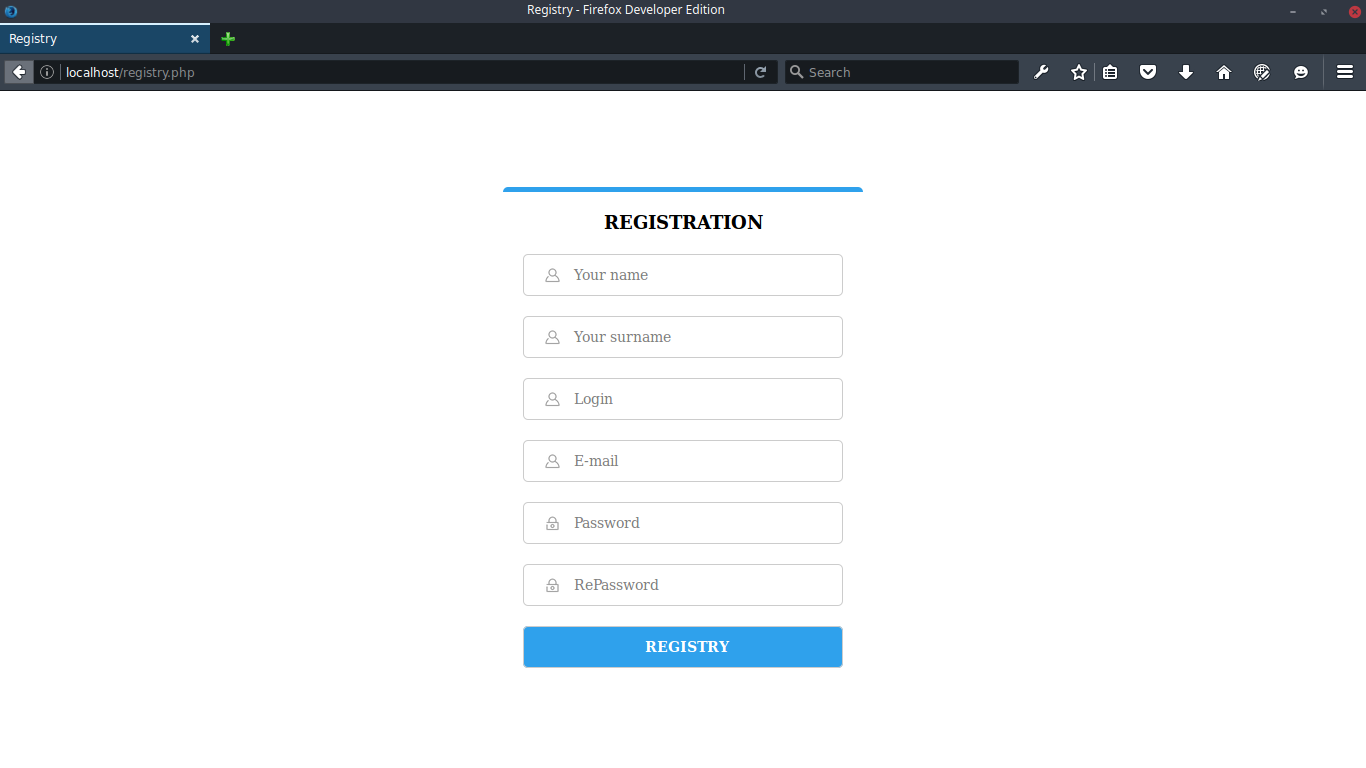 Registry - Firefox Developer Edition
Registry
localhost/registry.php
Search
REGISTRATION
Your name
Your surname
Login
E-mail
Password
RePassword
REGISTRY